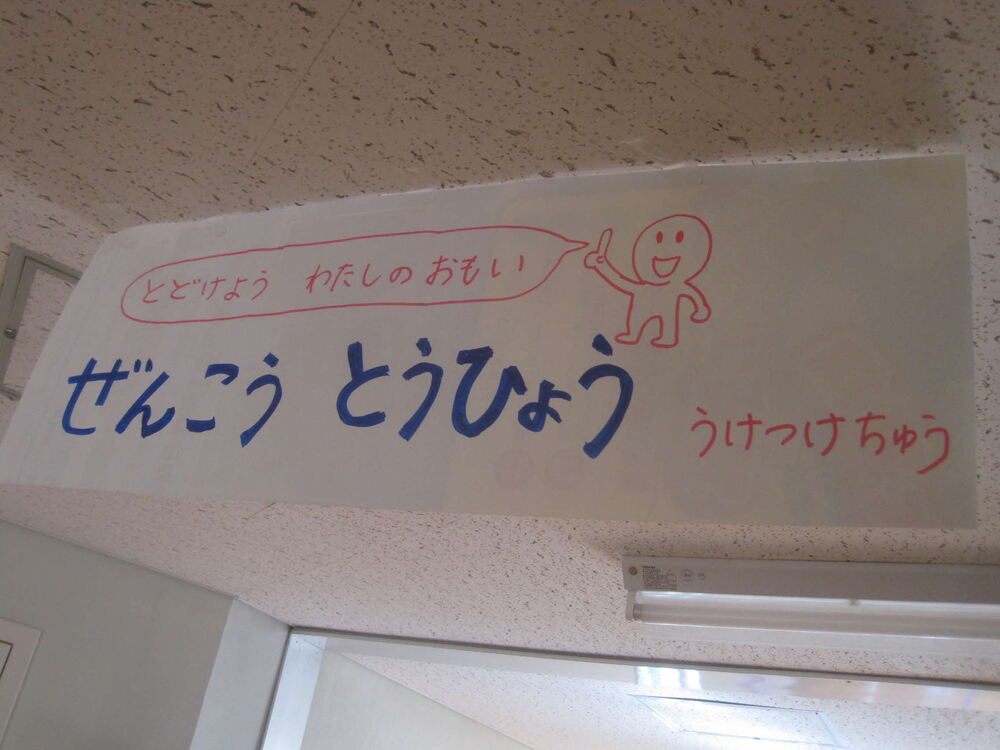 とどけよう わたしの おもい
ぜんこう とうひょう
うけつけちゅう